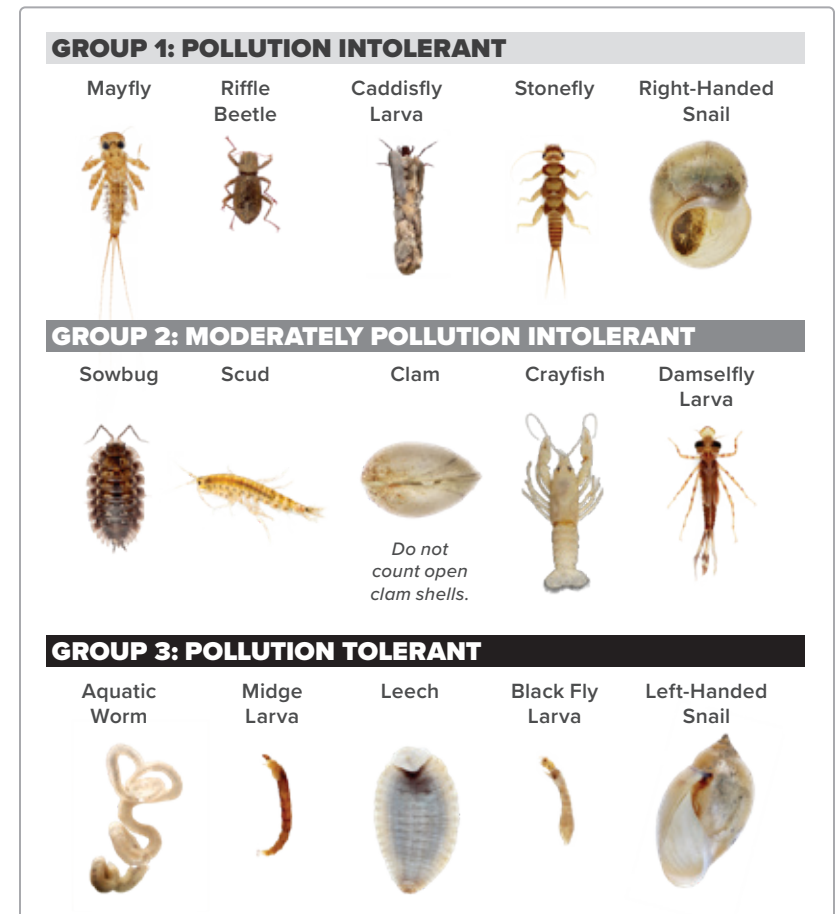 GROUP 1: POLLUTION INTOLERANT
Mayfly
Riffle
Beetle
Caddisfly
Larva
Stonefly
Right-Handed
Snail
GROUP 2: MODERATELY POLLUTION INTOLERANT
Sowbug
Scud
Clam
Crayfish
Damselfly
Larva
Do not
count open
clam shells.
GROUP 3: POLLUTION TOLERANT
Aquatic
Worm
Midge
Larva
Leech
Black Fly
Larva
Left-Handed
Snail